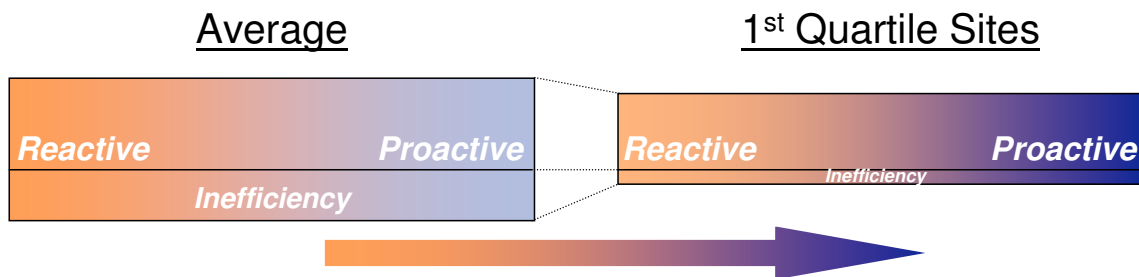 Average
1st Quartile Sites
Reactive Proactive
Inefficiency
Reactive Proactive
Inefficiency